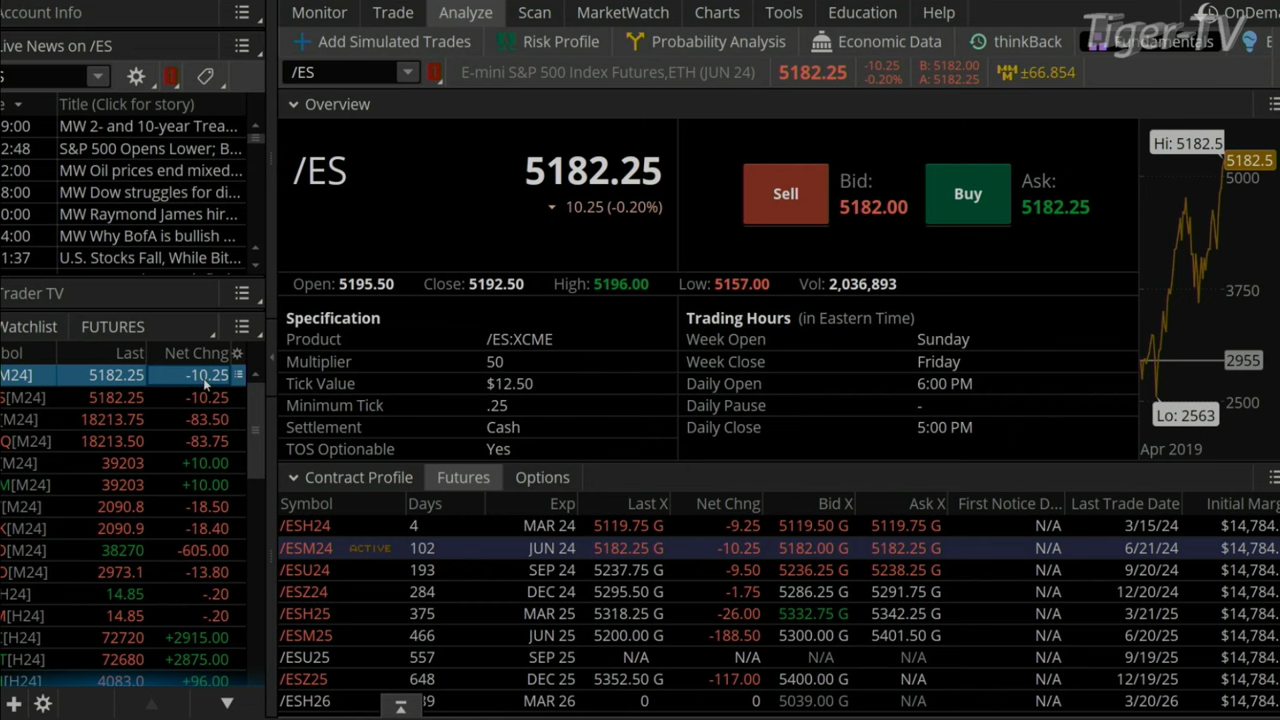 Account Info
Live News on /ES
Title (Click for story)
9:00 MW 2- and 10-year Trea...
2:48 S&P 500 Opens Lower; B...
2:00 MW Oil prices end mixed...
8:00 MW Dow struggles for di...
0:00 MW Raymond James hir...
4:00 MW Why BofA is bullish ...
1:37 U.S. Stocks Fall, While Bit...
Trader TV
Watchlist FUTURES
bol Last Net Chng
M24] 5182.25 -10.25
S[M24] 5182.25 -10.25
[M24] 18213.75 -83.50
Q[M24] 18213.50 -83.75
[M24] 39203 +10.00
M[M24] 39203 +10.00
[M24] 2090.8 -18.50
K[M24] 2090.9 -18.40
D[M24] 38270 -605.00
D[M24] 2973.1 -13.80
[H24] 14.85 -.20
M[H24] 14.85 -.20
[H24] 72720 +2915.00
T[H24] 72680 +2875.00
[H24] 4083.0 +96.00
Monitor Trade Analyze Scan MarketWatch Charts Tools Education Help OnDem
Tiger-TV
Add Simulated Trades Risk Profile Probability Analysis Economic Data thinkBack Fundamentals E
/ES E-mini S&P 500 Index Futures,ETH (JUN 24) 5182.25 -10.25 -0.20% B: 5182.00 A: 5182.25 MMM ±66.854
Overview
/ES 5182.25
10.25 (-0.20%)
Sell Bid: 5182.00 Buy Ask: 5182.25
Open: 5195.50 Close: 5192.50 High: 5196.00 Low: 5157.00 Vol: 2,036,893
Hi: 5182.5
5182.5
5000
3750
2955
2500
Lo: 2563
Apr 2019
Specification
Product /ES:XCME
Multiplier 50
Tick Value $12.50
Minimum Tick .25
Settlement Cash
TOS Optionable Yes
Trading Hours (in Eastern Time)
Week Open Sunday
Week Close Friday
Daily Open 6:00 PM
Daily Pause -
Daily Close 5:00 PM
Contract Profile Futures Options
Symbol Days Exp Last X Net Chng Bid X Ask X First Notice D... Last Trade Date Initial Marg
/ESH24 4 MAR 24 5119.75 G -9.25 5119.50 G 5119.75 G N/A 3/15/24 $14,784.
/ESM24 ACTIVE 102 JUN 24 5182.25 G -10.25 5182.00 G 5182.25 G N/A 6/21/24 $14,784.
/ESU24 193 SEP 24 5237.75 G -9.50 5236.25 G 5238.25 G N/A 9/20/24 $14,784.
/ESZ24 284 DEC 24 5295.50 G -1.75 5286.25 G 5291.75 G N/A 12/20/24 $14,784.
/ESH25 375 MAR 25 5318.25 G -26.00 5332.75 G 5342.25 G N/A 3/21/25 $14,784.
/ESM25 466 JUN 25 5200.00 G -188.50 5300.00 G 5401.50 G N/A 6/20/25 $14,784.
/ESU25 557 SEP 25 N/A N/A N/A N/A N/A 9/19/25 $14,784.
/ESZ25 648 DEC 25 5352.50 G -117.00 5400.00 G N/A N/A 12/19/25 $14,784.
/ESH26 39 MAR 26 0 0 5039.00 G N/A N/A 3/20/26 $14,784.